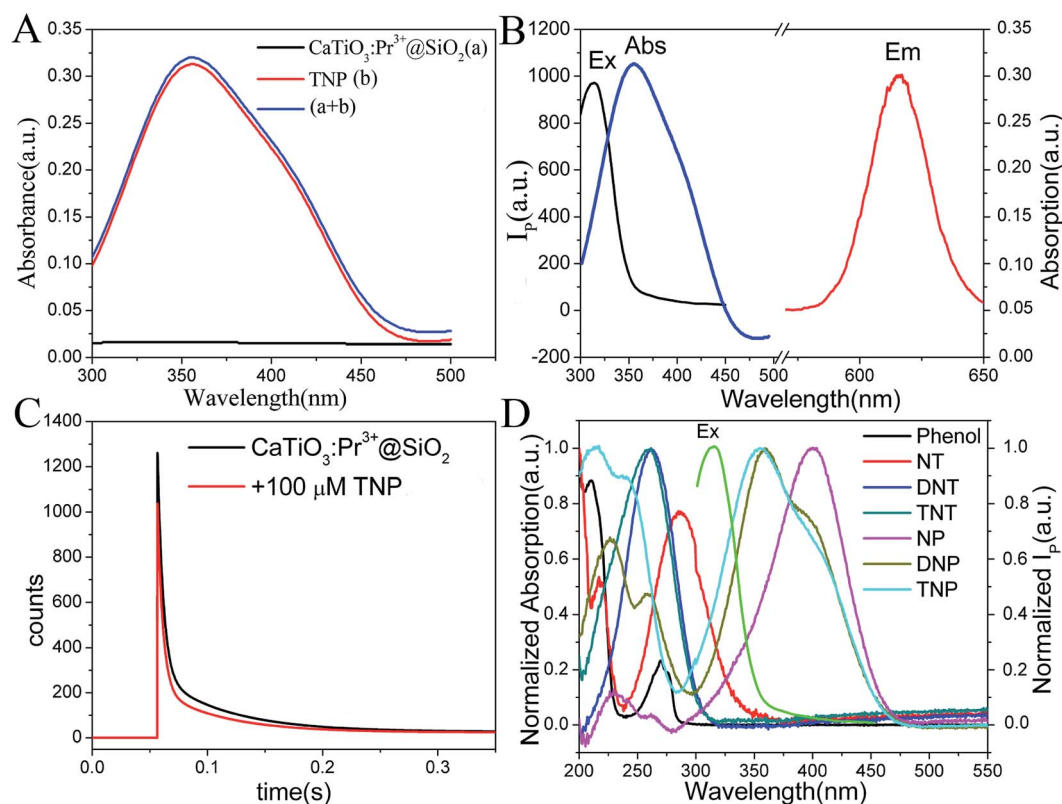 A
CaTiO3:Pr3+@SiO2(a)
TNP (b)
(a+b)
0.35
0.30
0.25
0.20
0.15
0.10
0.05
0.00
Absorbance(a.u.)
300 350 400 450 500
Wavelength(nm)
B
Ex
Abs
Em
1200
1000
800
600
400
200
0
-200
IP(a.u.)
0.35
0.30
0.25
0.20
0.15
0.10
0.05
0.00
Absorption(a.u.)
300 350 400 450 500 600 650
Wavelength(nm)
C
CaTiO3:Pr3+@SiO2
+100 μM TNP
1400
1200
1000
800
600
400
200
0
counts
0.0 0.1 0.2 0.3
time(s)
D
Ex
Phenol
NT
DNT
TNT
NP
DNP
TNP
1.0
0.8
0.6
0.4
0.2
0.0
Normalized Absorption(a.u.)
1.0
0.8
0.6
0.4
0.2
0.0
Normalized IP(a.u.)
200 250 300 350 400 450 500 550
Wavelength(nm)